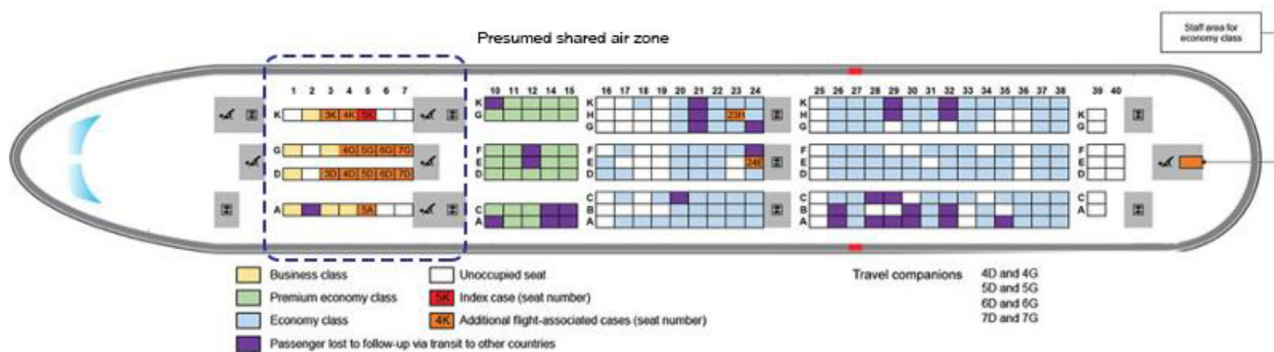 Presumed shared air zone
Staff area for
economy class
1 2 3 4 5 6 7
10 11 12 14 15
16 17 18 19 20 21 22 23 24
25 26 27 28 29 30 31 32 33 34 35 36 37 38
39 40
K 3K 4K 5K
K
G
K
H 23H
G
K
H
G
K
G
G 4G 5G 6G 7G
D 3D 4D 5D 6D 7D
F
E
D
F
E 24E
D
F
E
D
F
E
D
A 5A
C
A
C
B
A
C
B
A
C
A
Business class
Premium economy class
Economy class
Passenger lost to follow-up via transit to other countries
Unoccupied seat
5K Index case (seat number)
4K Additional flight-associated cases (seat number)
Travel companions 4D and 4G
5D and 5G
6D and 6G
7D and 7G